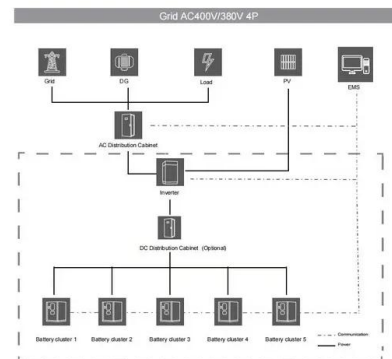 Grid AC400V/380V 4P
Grid
DG
Load
PV
EMS
AC Distribution Cabinet
Inverter
DC Distribution Cabinet (Optional)
Battery cluster 1
Battery cluster 2
Battery cluster 3
Battery cluster 4
Battery cluster 5
Communication
Power